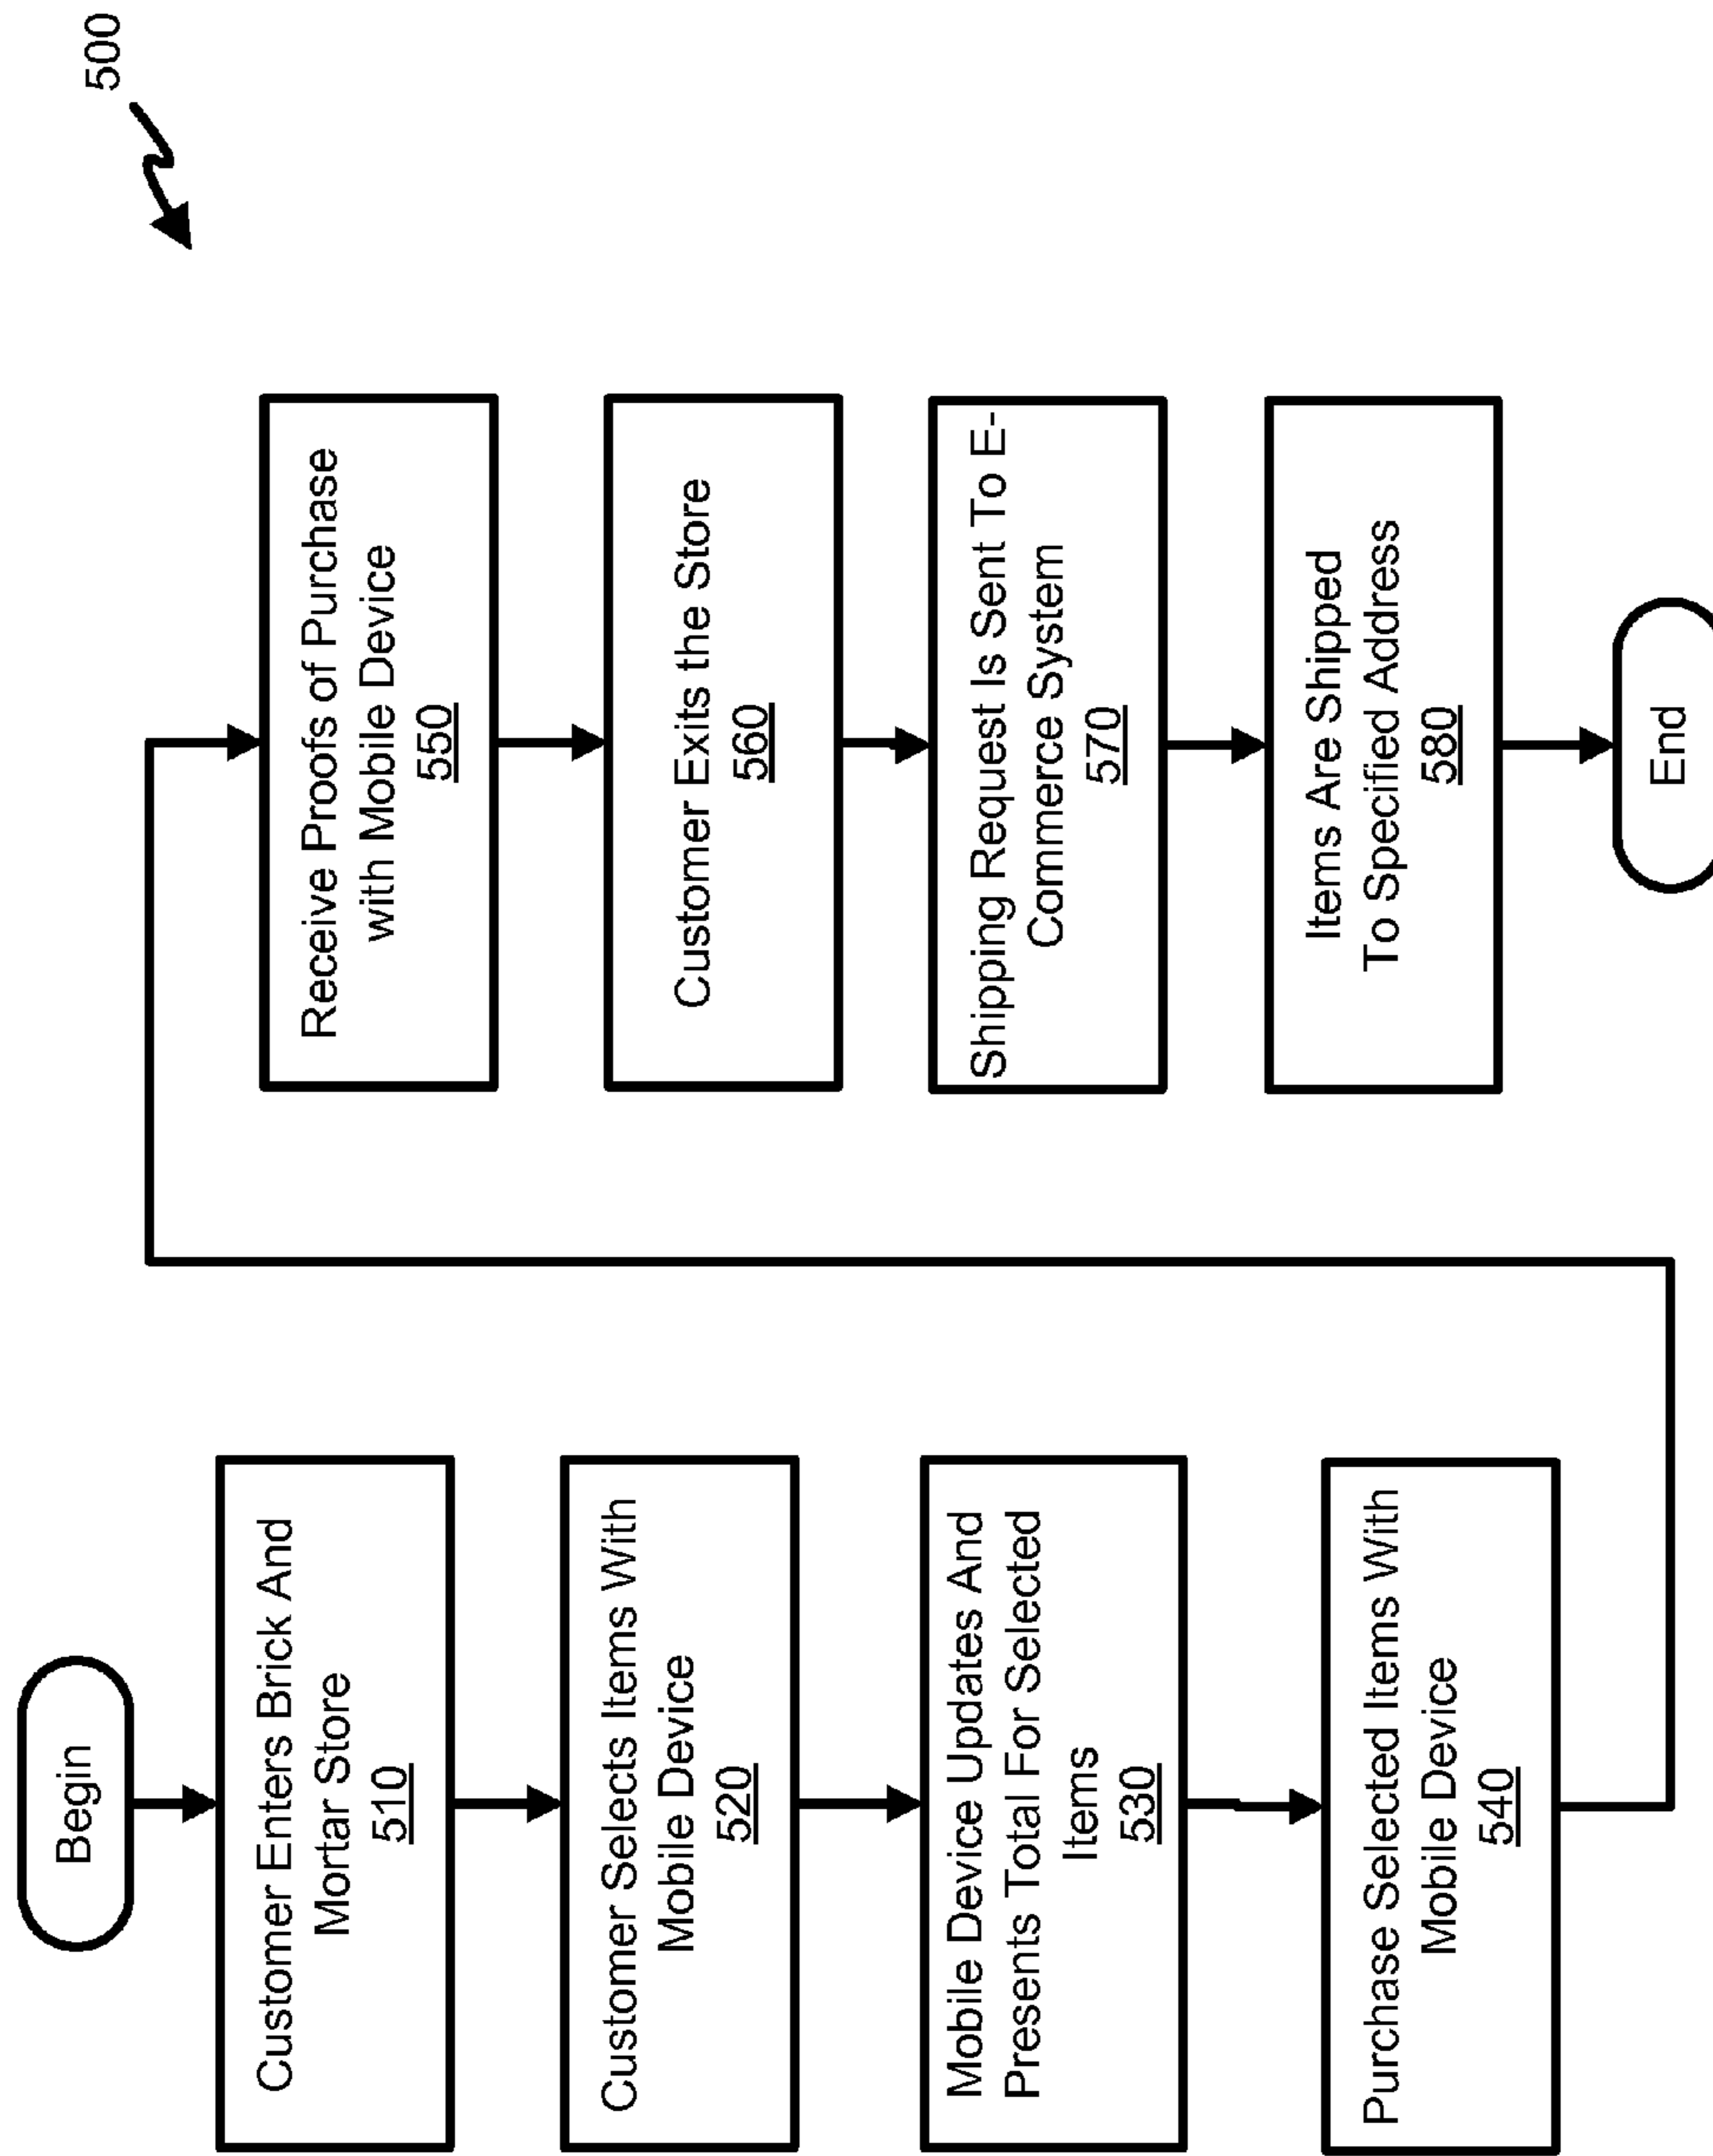 500
Begin
Customer Enters Brick And
Mortar Store
510
Customer Selects Items With
Mobile Device
520
Mobile Device Updates And
Presents Total For Selected
Items
530
Purchase Selected Items With
Mobile Device
540
Receive Proofs of Purchase
with Mobile Device
550
Customer Exits the Store
560
Shipping Request Is Sent To E-
Commerce System
570
Items Are Shipped
To Specified Address
580
End